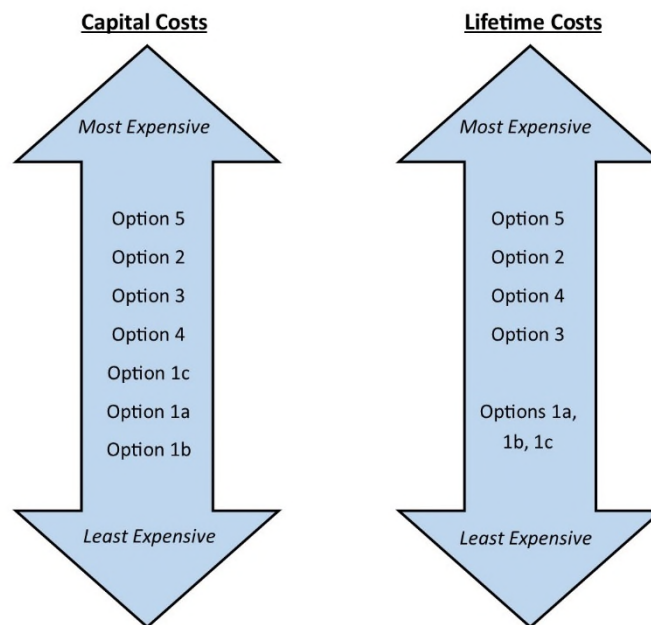 Capital Costs
Most Expensive
Option 5
Option 2
Option 3
Option 4
Option 1c
Option 1a
Option 1b
Least Expensive
Lifetime Costs
Most Expensive
Option 5
Option 2
Option 4
Option 3
Options 1a,
1b, 1c
Least Expensive